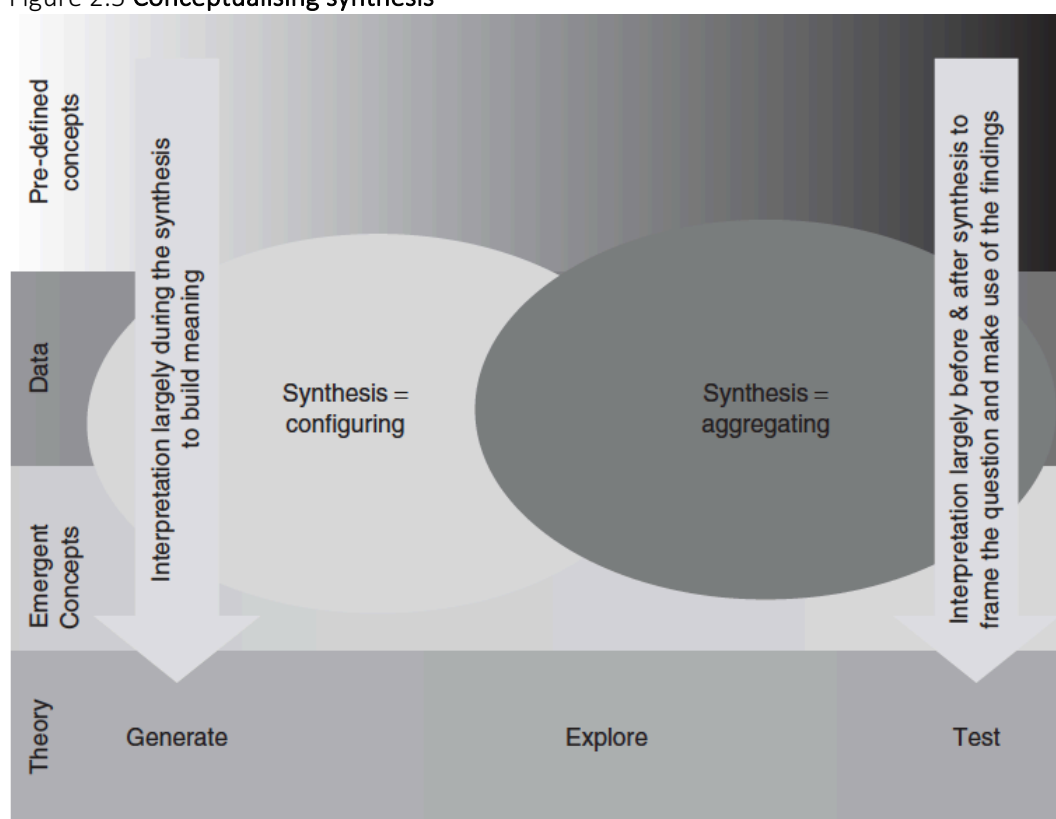 Figure 2.3 Conceptualising synthesis
Pre-defined
concepts
Data
Emergent
Concepts
Theory
Interpretation largely during the synthesis
to build meaning
Synthesis =
configuring
Synthesis =
aggregating
Interpretation largely before & after synthesis to
frame the question and make use of the findings
Generate
Explore
Test